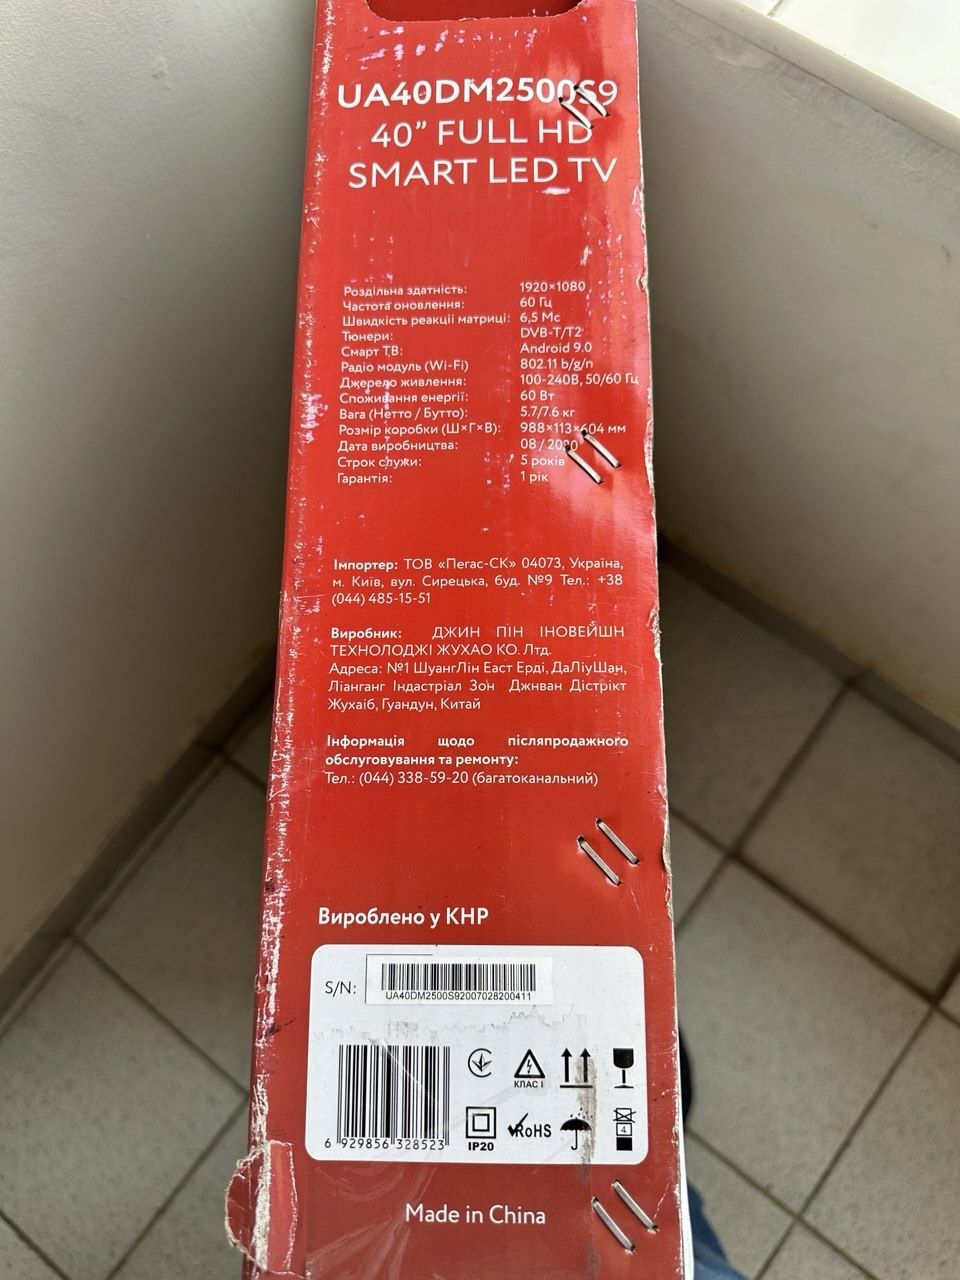 UA40DM2500S9
40” FULL HD
SMART LED TV
Роздільна здатність: 1920×1080
Частота оновлення: 60 Гц
Швидкість реакції матриці: 6,5 Мс
Тюнери: DVB-T/T2
Смарт ТВ: Android 9.0
Радіо модуль (Wi-Fi) 802.11 b/g/n
Джерело живлення: 100-240В, 50/60 Гц
Споживання енергії: 60 Вт
Вага (Нетто / Бутто): 5.7/7.6 кг
Розмір коробки (Ш×Г×В): 988×113×604 мм
Дата виробництва: 08 / 2020
Строк служи: 5 років
Гарантія: 1 рік
Імпортер: ТОВ «Пегас-СК» 04073, Україна,
м. Київ, вул. Сирецька, буд. №9 Тел.: +38
(044) 485-15-51
Виробник: ДЖИН ПІН ІНОВЕЙШН
ТЕХНОЛОДЖІ ЖУХАО КО. Лтд.
Адреса: №1 ШуангЛін Еаст Ерді, ДаЛіуШан,
Ліанганг Індастріал Зон Джнван Дістрікт
Жухаіб, Гуандун, Китай
Інформація щодо післяпродажного
обслуговування та ремонту:
Тел.: (044) 338-59-20 (багатоканальний)
Вироблено у КНР
S/N:
UA40DM2500S92007028200411
КЛАС І
6 929856 328523
IP20
RoHS
4
Made in China